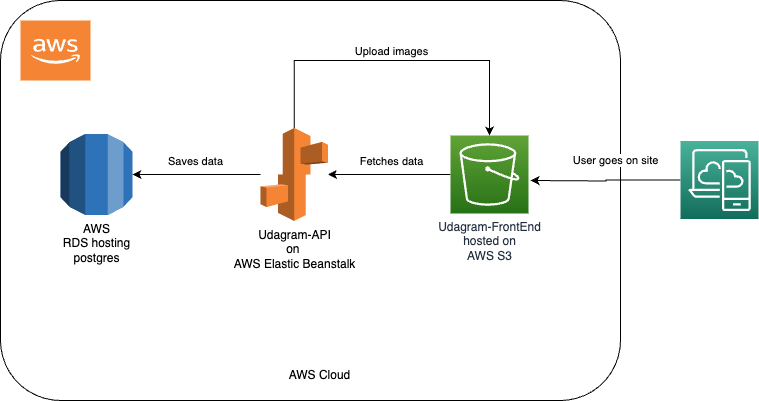 aws
Upload images
Saves data
Fetches data
User goes on site
AWS
RDS hosting
postgres
Udagram-API
on
AWS Elastic Beanstalk
Udagram-FrontEnd
hosted on
AWS S3
AWS Cloud